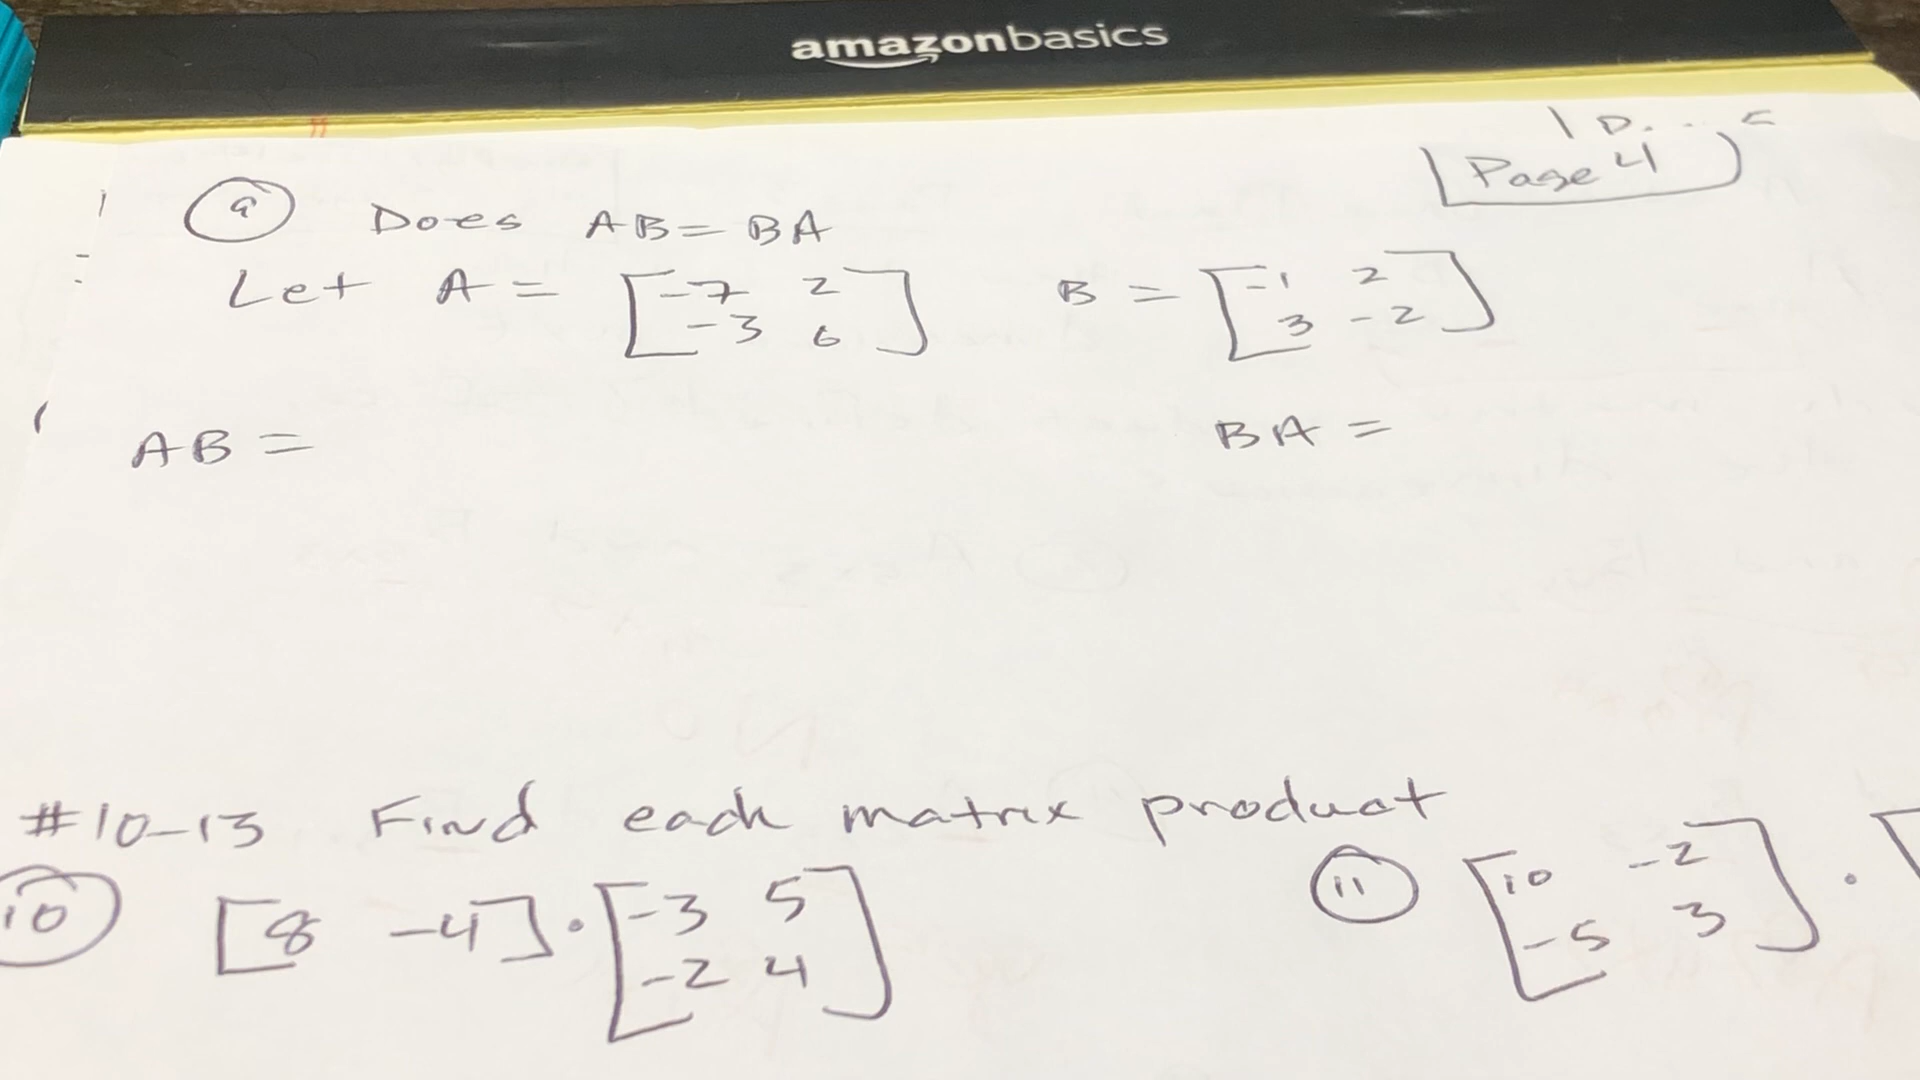 amazonbasics
Page 4
9 Does AB = BA
Let A = [-7 2 B = [-1 2
-3 6] 3 -2]
AB = BA =
#10-13 Find each matrix product
10 [8 -4] · [-3 5 11 [10 -2
-2 4] -5 3] · [